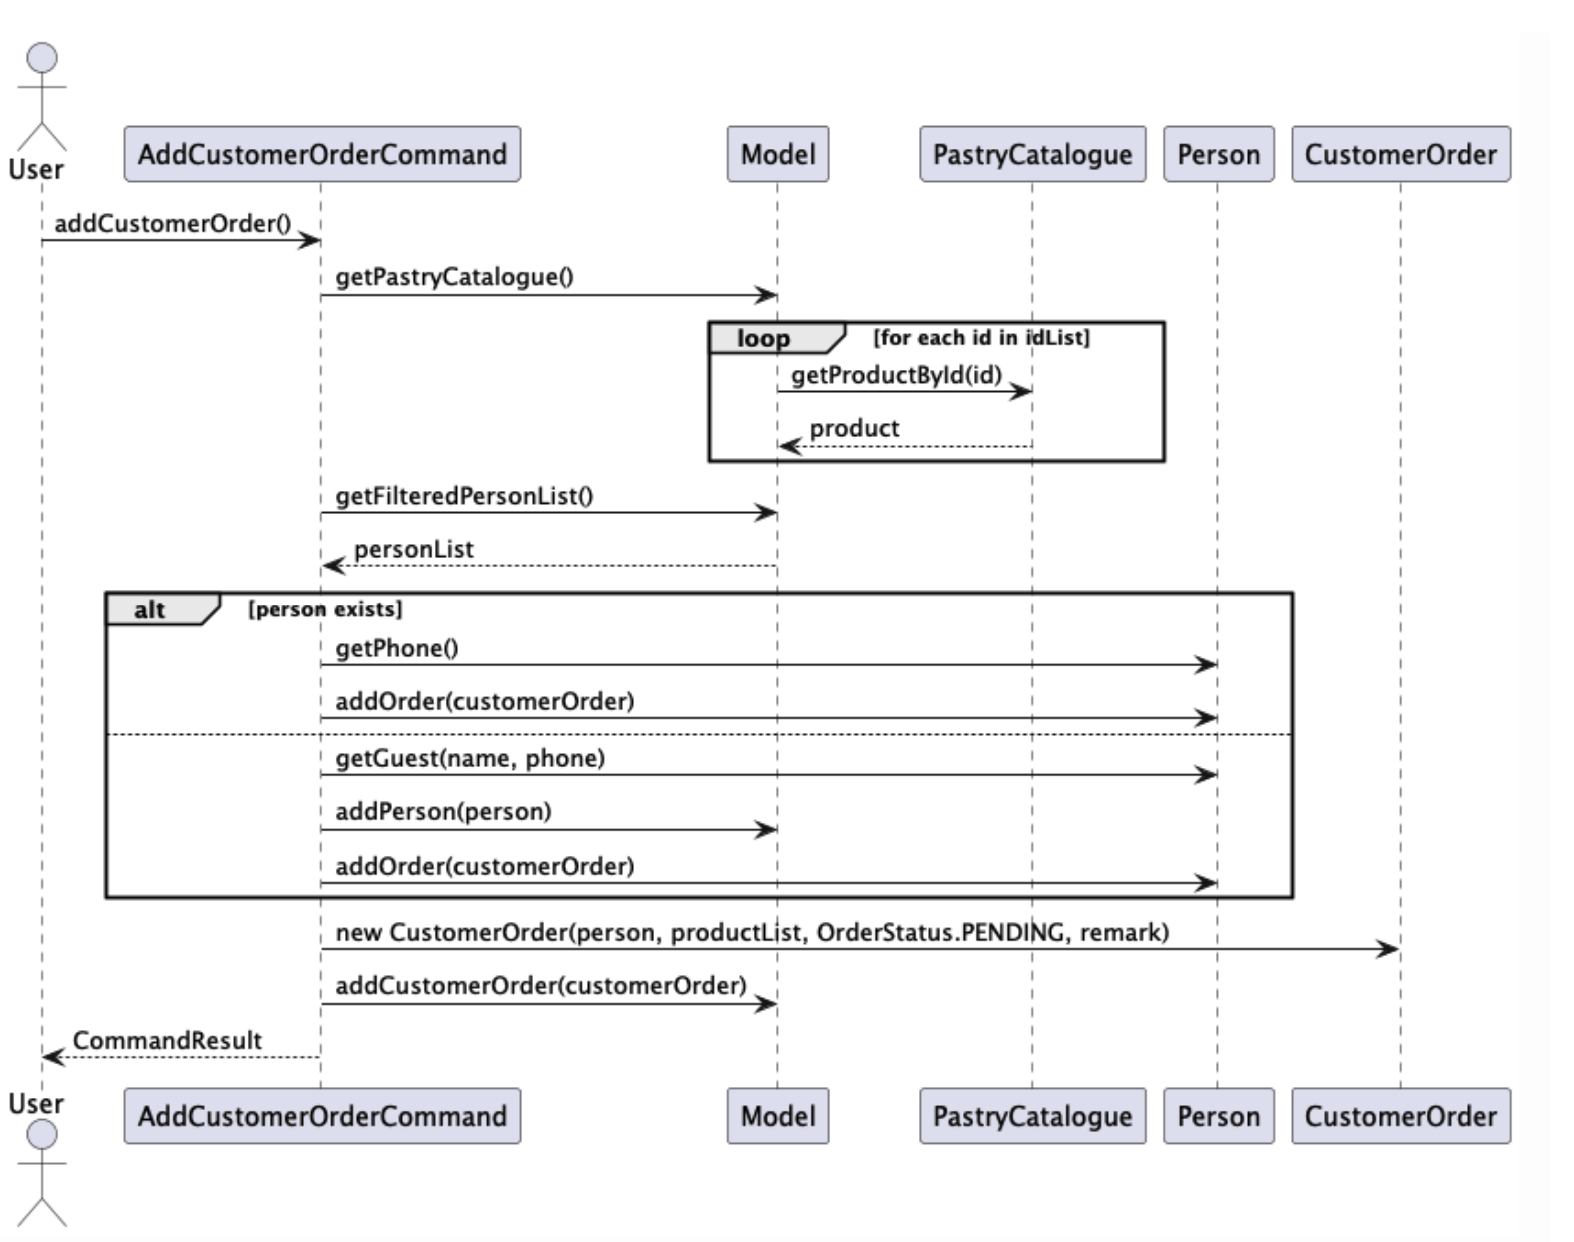 User
AddCustomerOrderCommand
Model
PastryCatalogue
Person
CustomerOrder
addCustomerOrder()
getPastryCatalogue()
loop
[for each id in idList]
getProductById(id)
product
getFilteredPersonList()
personList
alt
[person exists]
getPhone()
addOrder(customerOrder)
getGuest(name, phone)
addPerson(person)
addOrder(customerOrder)
new CustomerOrder(person, productList, OrderStatus.PENDING, remark)
addCustomerOrder(customerOrder)
CommandResult
User
AddCustomerOrderCommand
Model
PastryCatalogue
Person
CustomerOrder